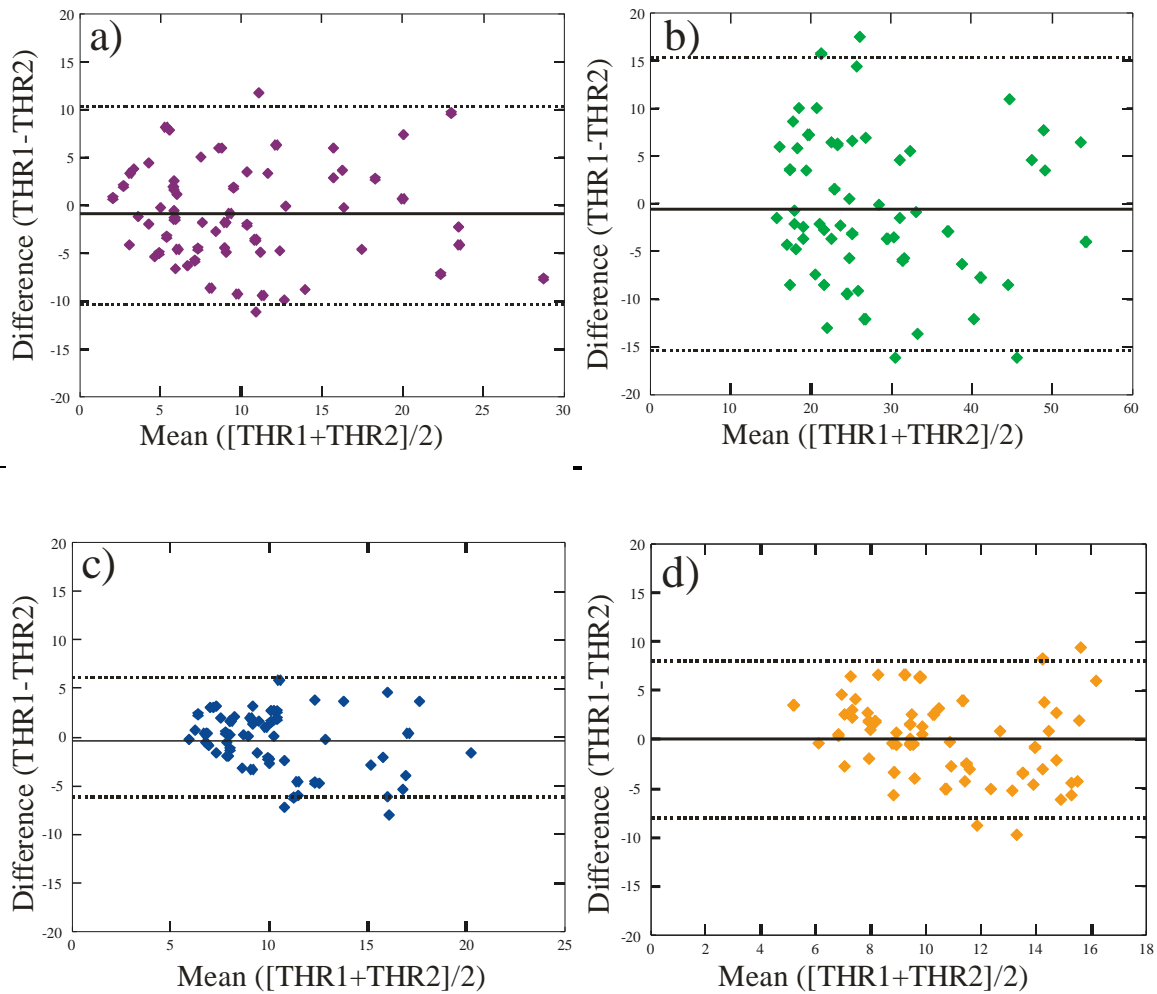 a)
Difference (THR1-THR2)
20
15
10
5
0
-5
-10
-15
-20
0 5 10 15 20 25 30
Mean ([THR1+THR2]/2)
b)
Difference (THR1-THR2)
20
15
10
5
0
-5
-10
-15
-20
0 10 20 30 40 50 60
Mean ([THR1+THR2]/2)
c)
Difference (THR1-THR2)
20
15
10
5
0
-5
-10
-15
-20
0 5 10 15 20 25
Mean ([THR1+THR2]/2)
d)
Difference (THR1-THR2)
20
15
10
5
0
-5
-10
-15
-20
0 2 4 6 8 10 12 14 16 18
Mean ([THR1+THR2]/2)